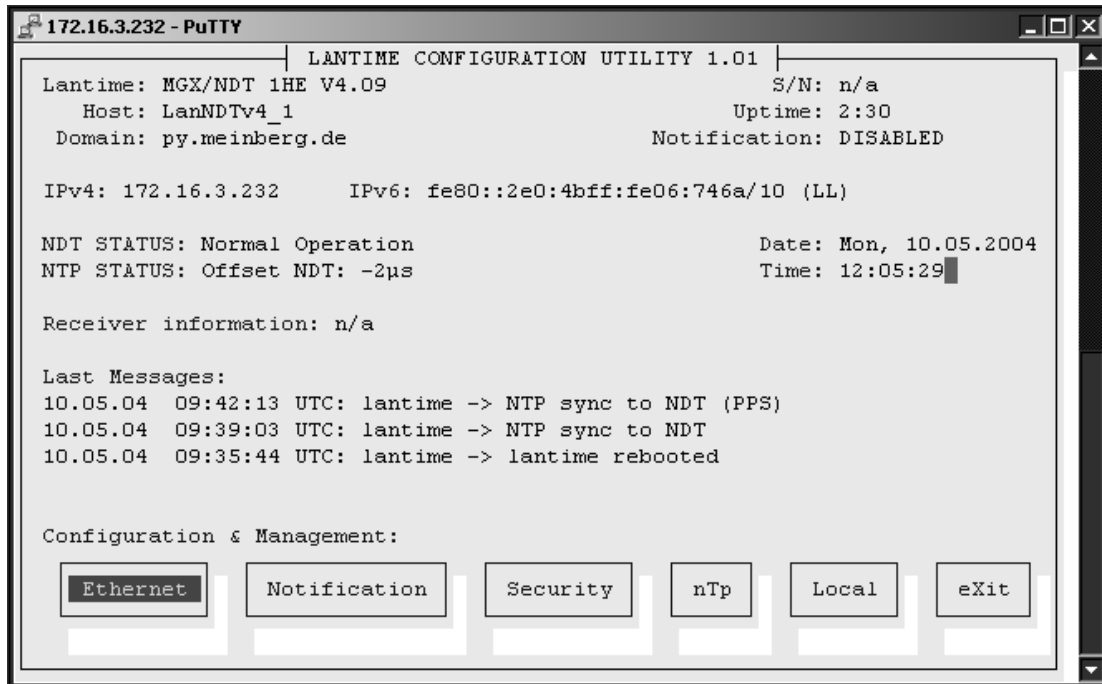 172.16.3.232 - PuTTY
LANTIME CONFIGURATION UTILITY 1.01
Lantime: MGX/NDT 1HE V4.09 S/N: n/a
Host: LanNDTv4_1 Uptime: 2:30
Domain: py.meinberg.de Notification: DISABLED
IPv4: 172.16.3.232 IPv6: fe80::2e0:4bff:fe06:746a/10 (LL)
NDT STATUS: Normal Operation Date: Mon, 10.05.2004
NTP STATUS: Offset NDT: -2µs Time: 12:05:29
Receiver information: n/a
Last Messages:
10.05.04 09:42:13 UTC: lantime -> NTP sync to NDT (PPS)
10.05.04 09:39:03 UTC: lantime -> NTP sync to NDT
10.05.04 09:35:44 UTC: lantime -> lantime rebooted
Configuration & Management:
Ethernet Notification Security nTp Local eXit